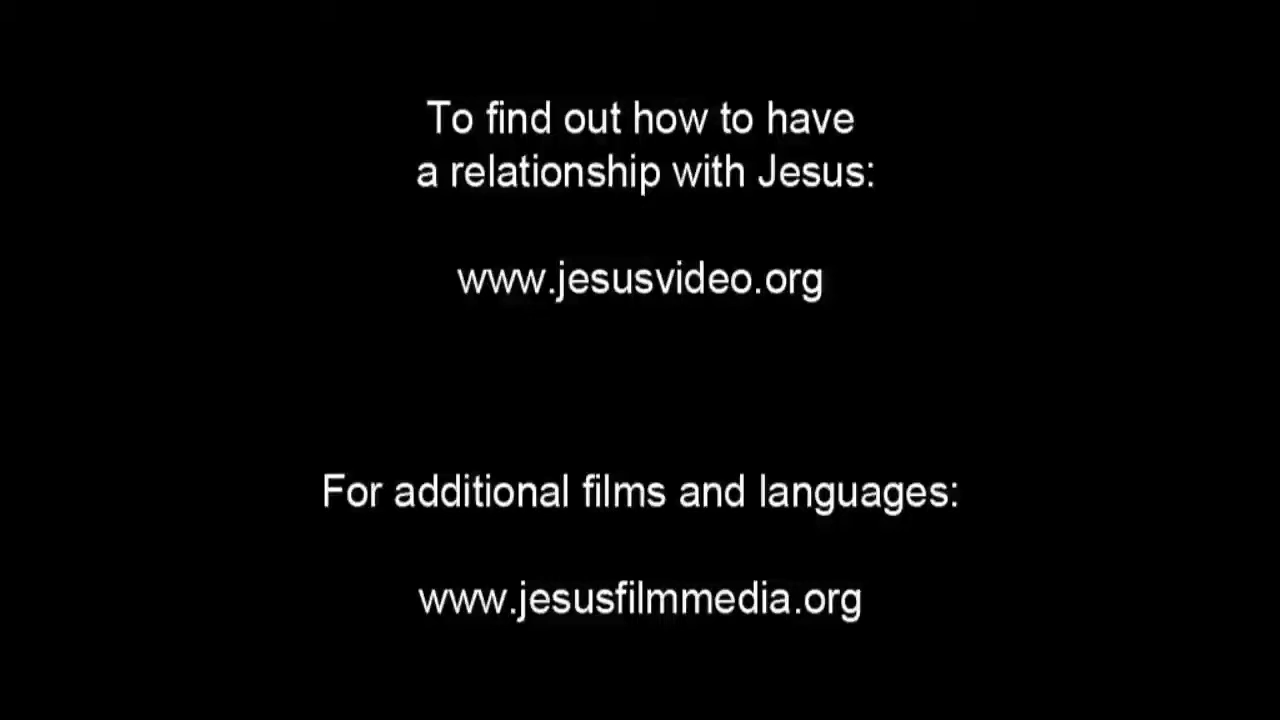 To find out how to have
a relationship with Jesus:
www.jesusvideo.org
For additional films and languages:
www.jesusfilmmedia.org